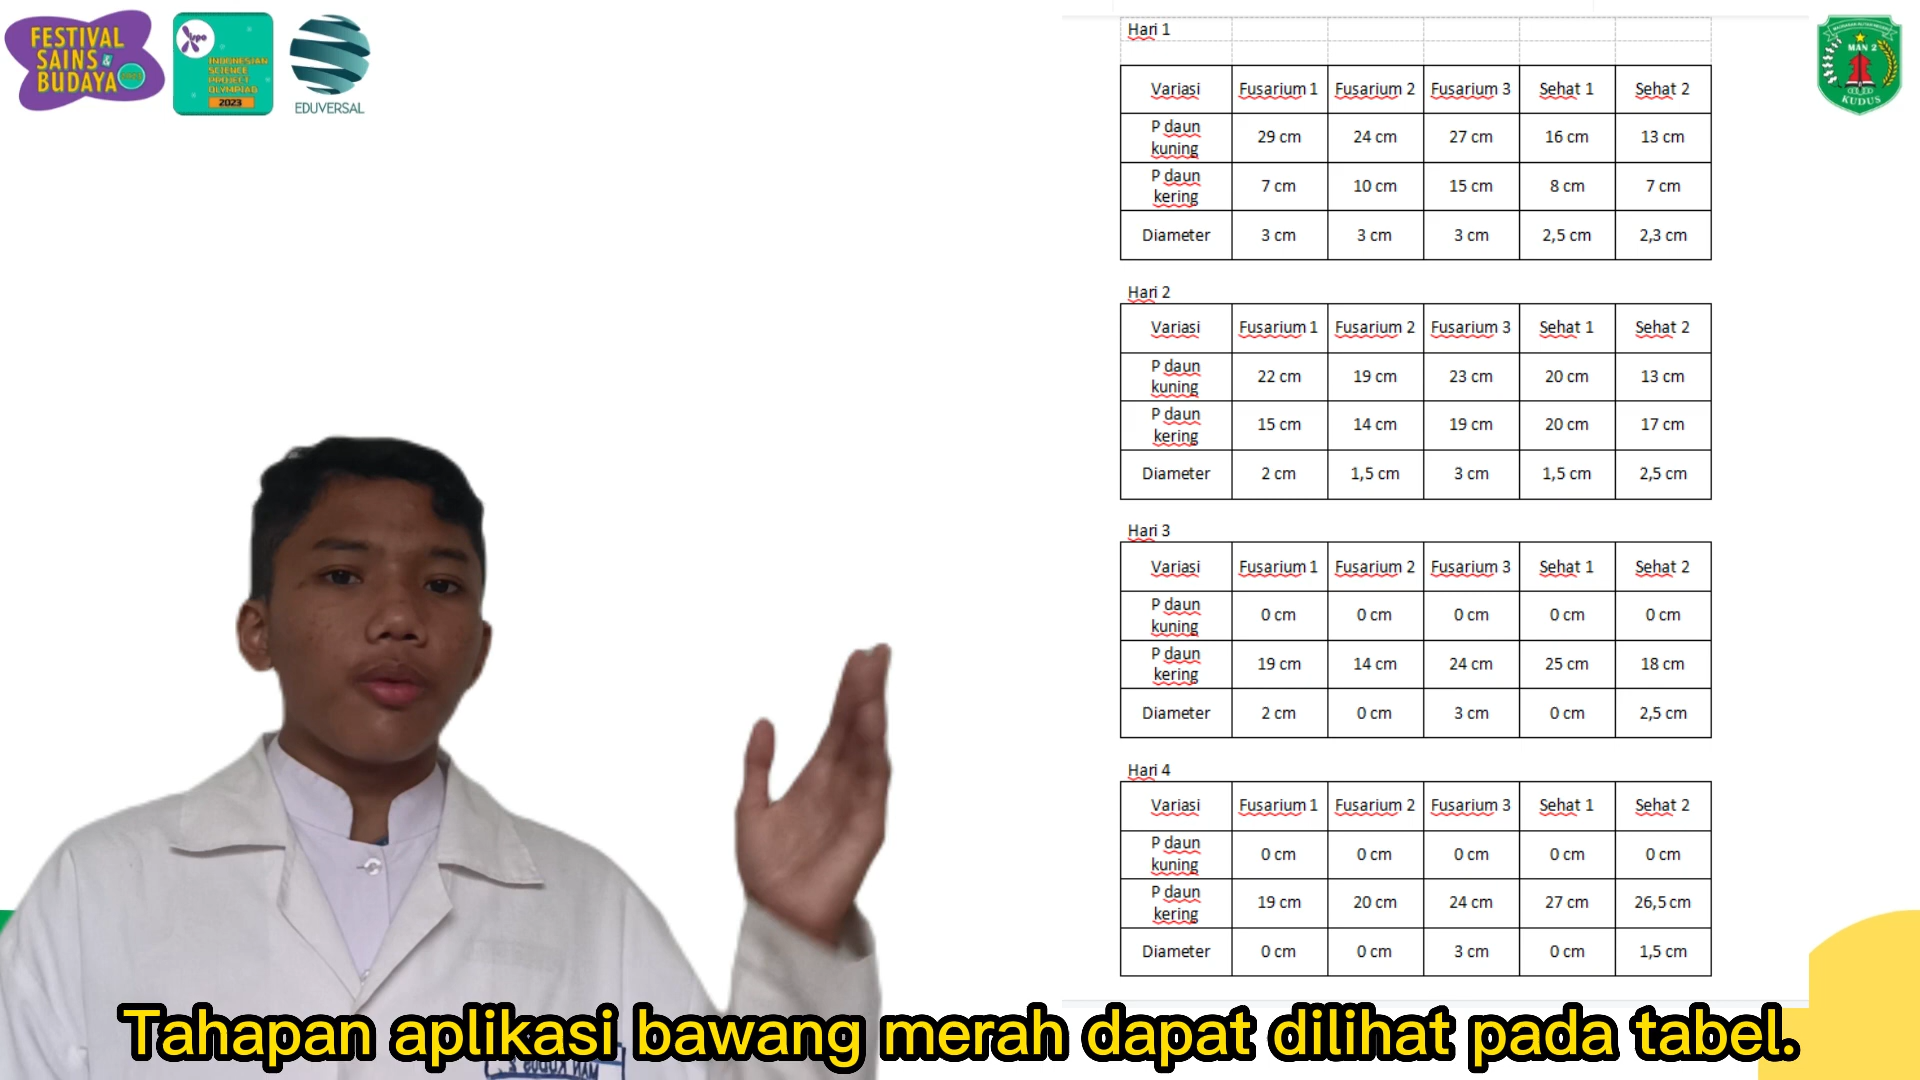 FESTIVAL
SAINS &
BUDAYA
Xspo
INDONESIAN
SCIENCE
PROJECT
OLYMPIAD
2023
EDUVERSAL
MAN 2
KUDUS
Hari 1
Variasi Fusarium 1 Fusarium 2 Fusarium 3 Sehat 1 Sehat 2
P daun kuning 29 cm 24 cm 27 cm 16 cm 13 cm
P daun kering 7 cm 10 cm 15 cm 8 cm 7 cm
Diameter 3 cm 3 cm 3 cm 2,5 cm 2,3 cm
Hari 2
Variasi Fusarium 1 Fusarium 2 Fusarium 3 Sehat 1 Sehat 2
P daun kuning 22 cm 19 cm 23 cm 20 cm 13 cm
P daun kering 15 cm 14 cm 19 cm 20 cm 17 cm
Diameter 2 cm 1,5 cm 3 cm 1,5 cm 2,5 cm
Hari 3
Variasi Fusarium 1 Fusarium 2 Fusarium 3 Sehat 1 Sehat 2
P daun kuning 0 cm 0 cm 0 cm 0 cm 0 cm
P daun kering 19 cm 14 cm 24 cm 25 cm 18 cm
Diameter 2 cm 0 cm 3 cm 0 cm 2,5 cm
Hari 4
Variasi Fusarium 1 Fusarium 2 Fusarium 3 Sehat 1 Sehat 2
P daun kuning 0 cm 0 cm 0 cm 0 cm 0 cm
P daun kering 19 cm 20 cm 24 cm 27 cm 26,5 cm
Diameter 0 cm 0 cm 3 cm 0 cm 1,5 cm
Tahapan aplikasi bawang merah dapat dilihat pada tabel.